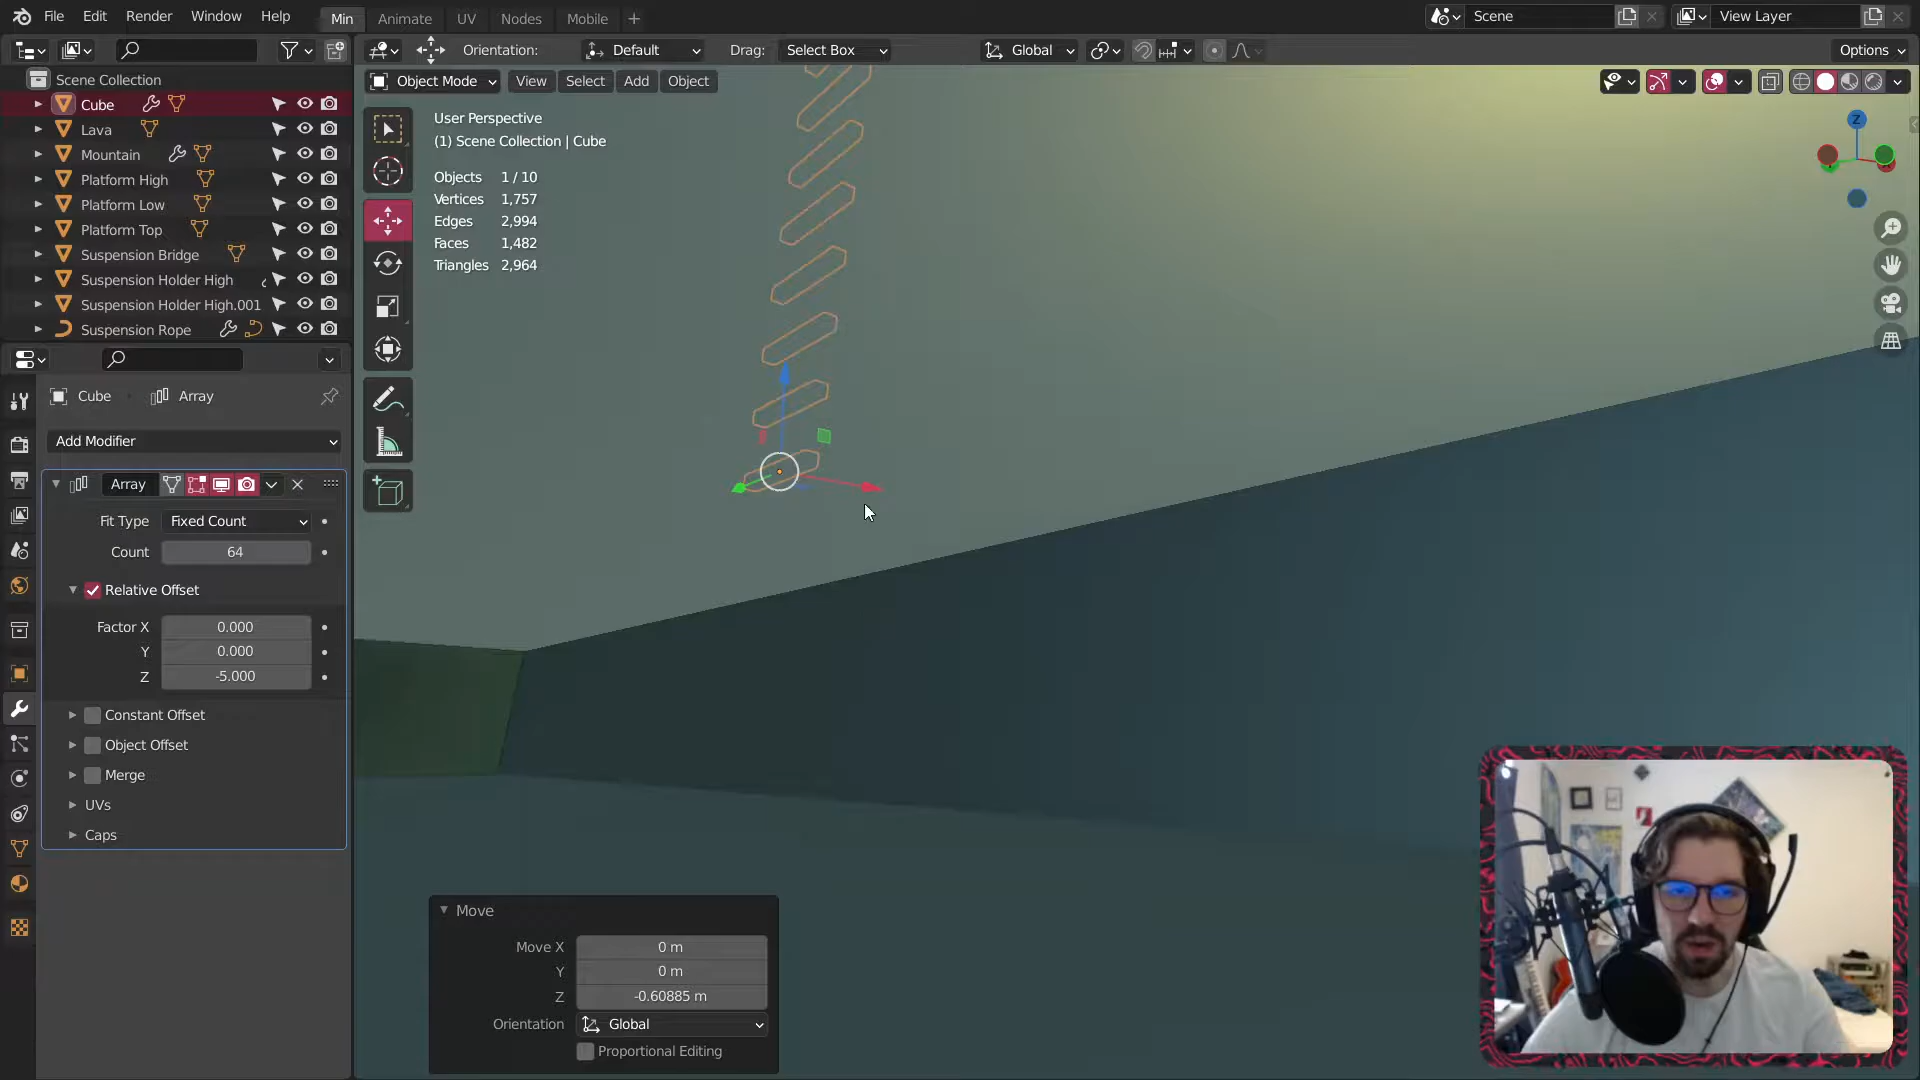 File Edit Render Window Help Min Animate UV Nodes Mobile + Scene View Layer
Orientation: Default Drag: Select Box Global Options
Scene Collection
Cube
Lava
Mountain
Platform High
Platform Low
Platform Top
Suspension Bridge
Suspension Holder High
Suspension Holder High.001
Suspension Rope
Object Mode View Select Add Object
User Perspective
(1) Scene Collection | Cube
Objects 1 / 10
Vertices 1,757
Edges 2,994
Faces 1,482
Triangles 2,964
Z
Cube Array
Add Modifier
Array
Fit Type Fixed Count
Count 64
Relative Offset
Factor X 0.000
Y 0.000
Z -5.000
Constant Offset
Object Offset
Merge
UVs
Caps
Move
Move X 0 m
Y 0 m
Z -0.60885 m
Orientation Global
Proportional Editing